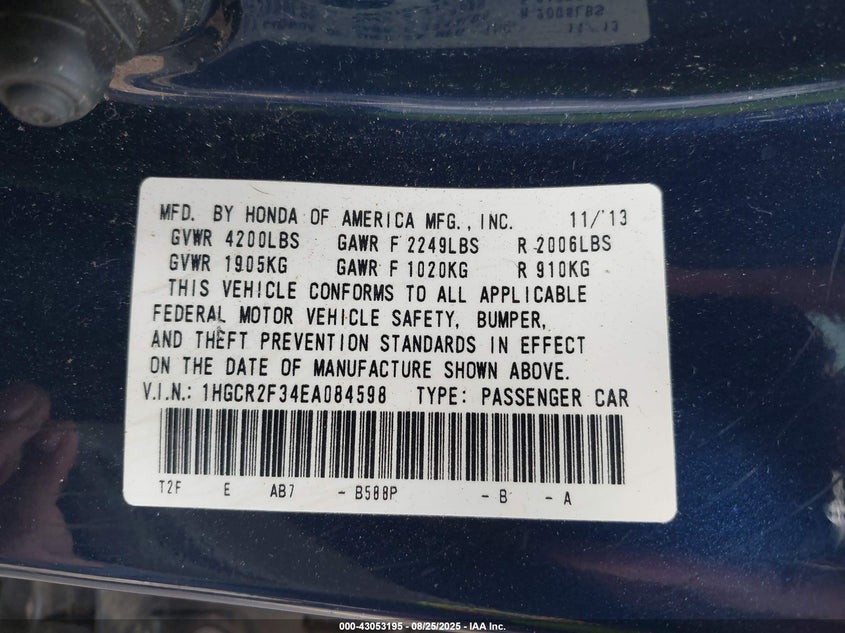 R 2006LBS
11/'13
MFD. BY HONDA OF AMERICA MFG., INC. 11/'13
GVWR 4200LBS GAWR F 2249LBS R 2006LBS
GVWR 1905KG GAWR F 1020KG R 910KG
THIS VEHICLE CONFORMS TO ALL APPLICABLE
FEDERAL MOTOR VEHICLE SAFETY, BUMPER,
AND THEFT PREVENTION STANDARDS IN EFFECT
ON THE DATE OF MANUFACTURE SHOWN ABOVE.
V.I.N.: 1HGCR2F34EA084598 TYPE: PASSENGER CAR
T2F E AB7 - B588P - B - A
000-43053195 - 08/25/2025 - IAA Inc.